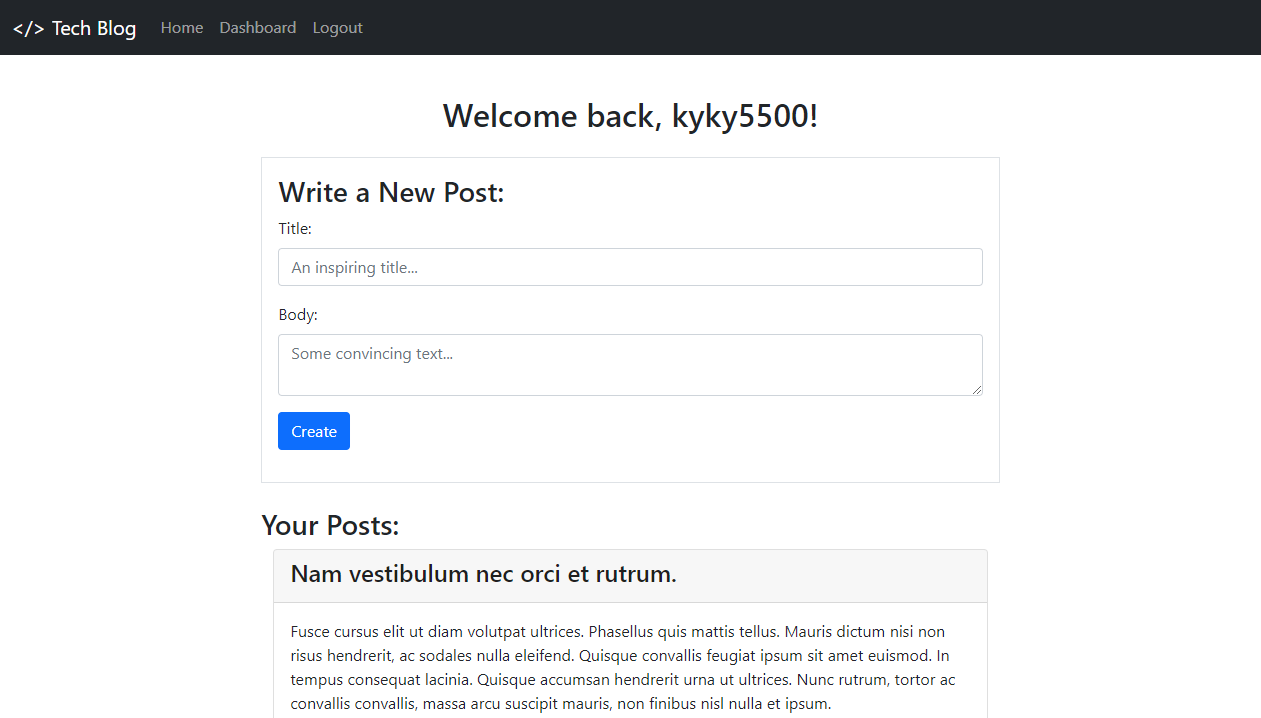 </> Tech Blog Home Dashboard Logout
Welcome back, kyky5500!
Write a New Post:
Title:
An inspiring title...
Body:
Some convincing text...
Create
Your Posts:
Nam vestibulum nec orci et rutrum.
Fusce cursus elit ut diam volutpat ultrices. Phasellus quis mattis tellus. Mauris dictum nisi non
risus hendrerit, ac sodales nulla eleifend. Quisque convallis feugiat ipsum sit amet euismod. In
tempus consequat lacinia. Quisque accumsan hendrerit urna ut ultrices. Nunc rutrum, tortor ac
convallis convallis, massa arcu suscipit mauris, non finibus nisl nulla et ipsum.